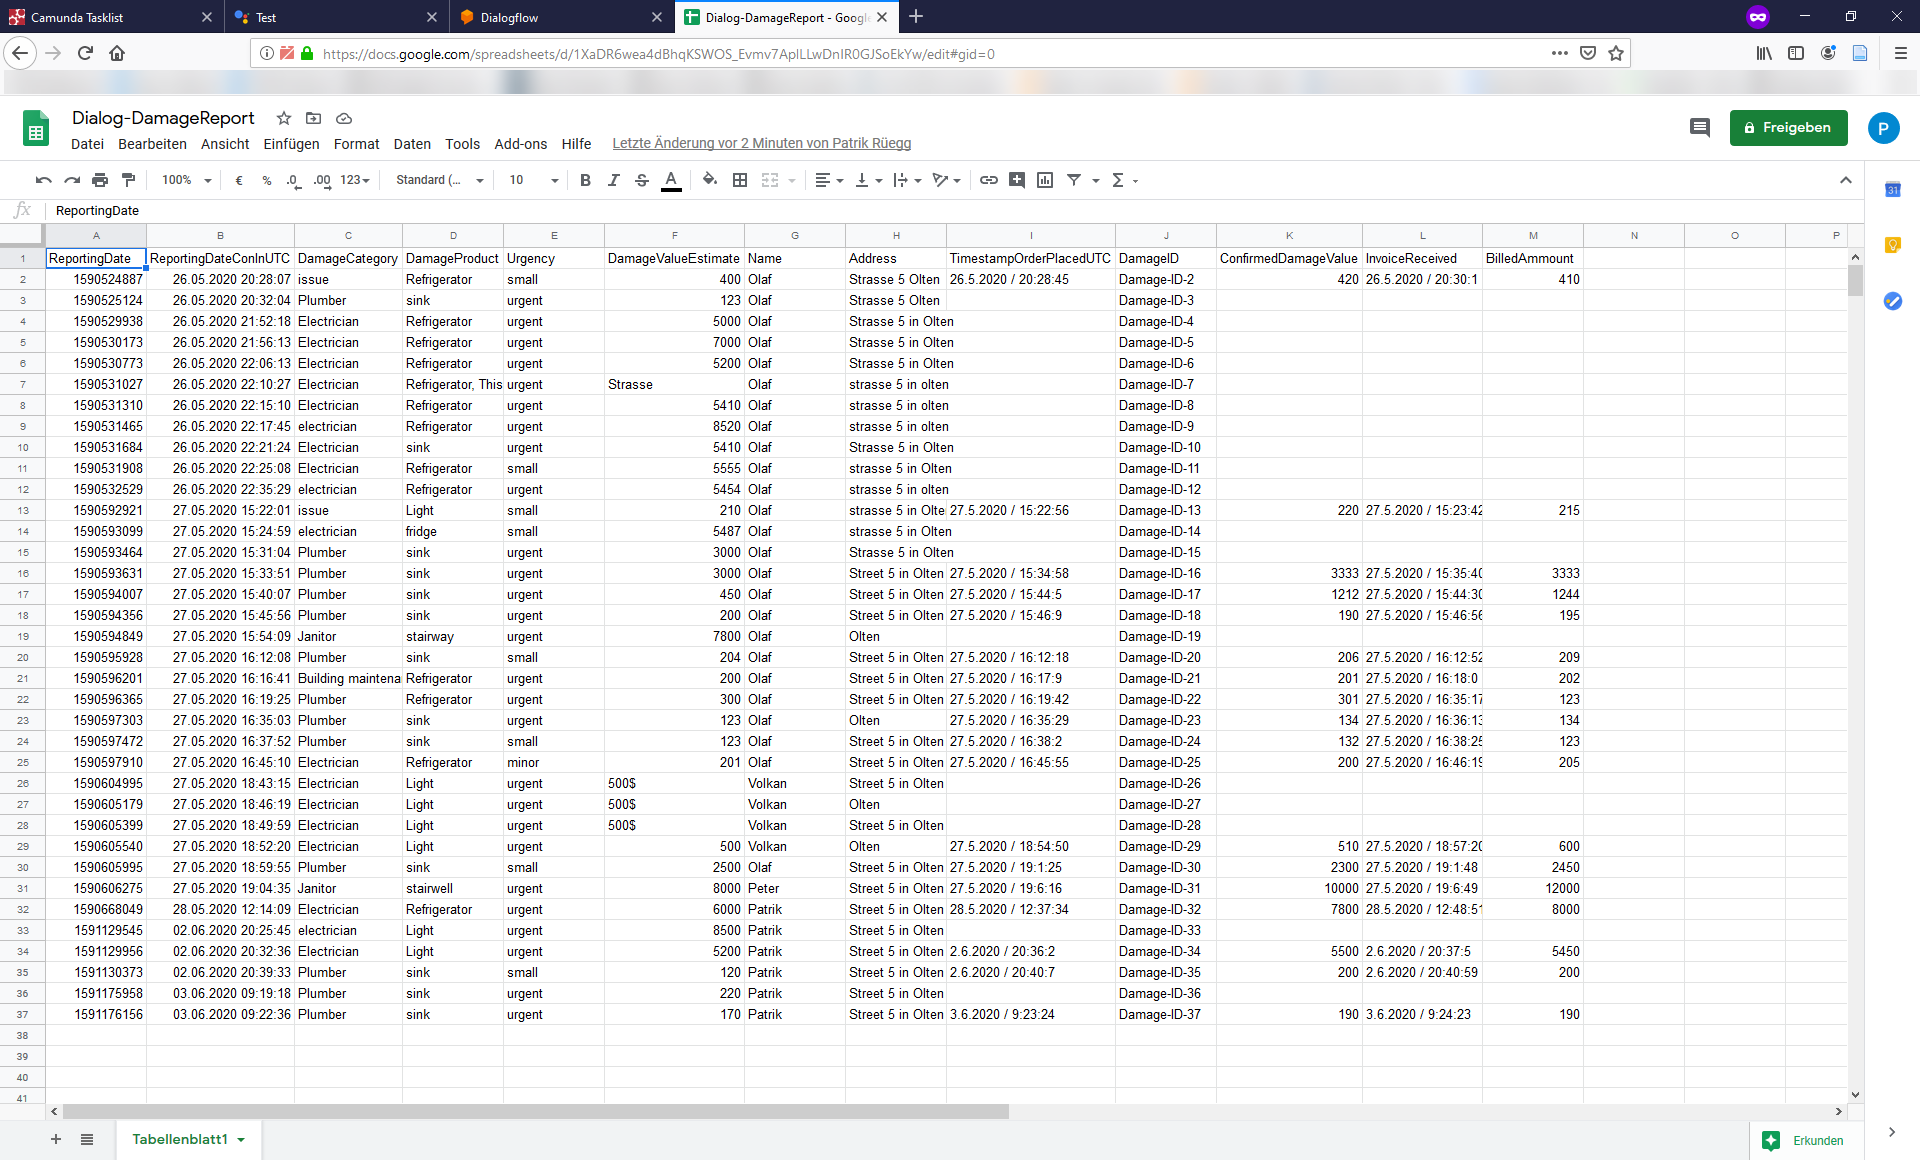 Camunda Tasklist Test Dialogflow Dialog-DamageReport - Google
https://docs.google.com/spreadsheets/d/1XaDR6wea4dBhqKSWOS_Evmv7AplLLwDnIR0GJSoEkYw/edit#gid=0
Dialog-DamageReport
Freigeben P
Datei Bearbeiten Ansicht Einfügen Format Daten Tools Add-ons Hilfe Letzte Änderung vor 2 Minuten von Patrik Rüegg
100% € % .0 .00 123 Standard (... 10 B I S A
31
fx ReportingDate
A B C D E F G H I J K L M N O P
1 ReportingDate ReportingDateConInUTC DamageCategory DamageProduct Urgency DamageValueEstimate Name Address TimestampOrderPlacedUTC DamageID ConfirmedDamageValue InvoiceReceived BilledAmmount
2 1590524887 26.05.2020 20:28:07 issue Refrigerator small 400 Olaf Strasse 5 Olten 26.5.2020 / 20:28:45 Damage-ID-2 420 26.5.2020 / 20:30:1 410
3 1590525124 26.05.2020 20:32:04 Plumber sink urgent 123 Olaf Strasse 5 Olten Damage-ID-3
4 1590529938 26.05.2020 21:52:18 Electrician Refrigerator urgent 5000 Olaf Strasse 5 in Olten Damage-ID-4
5 1590530173 26.05.2020 21:56:13 Electrician Refrigerator urgent 7000 Olaf Strasse 5 in Olten Damage-ID-5
6 1590530773 26.05.2020 22:06:13 Electrician Refrigerator urgent 5200 Olaf Strasse 5 in Olten Damage-ID-6
7 1590531027 26.05.2020 22:10:27 Electrician Refrigerator, This urgent Strasse Olaf strasse 5 in olten Damage-ID-7
8 1590531310 26.05.2020 22:15:10 Electrician Refrigerator urgent 5410 Olaf strasse 5 in olten Damage-ID-8
9 1590531465 26.05.2020 22:17:45 electrician Refrigerator urgent 8520 Olaf strasse 5 in olten Damage-ID-9
10 1590531684 26.05.2020 22:21:24 Electrician sink urgent 5410 Olaf Strasse 5 in Olten Damage-ID-10
11 1590531908 26.05.2020 22:25:08 Electrician Refrigerator small 5555 Olaf strasse 5 in Olten Damage-ID-11
12 1590532529 26.05.2020 22:35:29 electrician Refrigerator urgent 5454 Olaf strasse 5 in olten Damage-ID-12
13 1590592921 27.05.2020 15:22:01 issue Light small 210 Olaf strasse 5 in Olte 27.5.2020 / 15:22:56 Damage-ID-13 220 27.5.2020 / 15:23:42 215
14 1590593099 27.05.2020 15:24:59 electrician fridge small 5487 Olaf strasse 5 in Olten Damage-ID-14
15 1590593464 27.05.2020 15:31:04 Plumber sink urgent 3000 Olaf Strasse 5 in Olten Damage-ID-15
16 1590593631 27.05.2020 15:33:51 Plumber sink urgent 3000 Olaf Street 5 in Olten 27.5.2020 / 15:34:58 Damage-ID-16 3333 27.5.2020 / 15:35:40 3333
17 1590594007 27.05.2020 15:40:07 Plumber sink urgent 450 Olaf Street 5 in Olten 27.5.2020 / 15:44:5 Damage-ID-17 1212 27.5.2020 / 15:44:30 1244
18 1590594356 27.05.2020 15:45:56 Plumber sink urgent 200 Olaf Street 5 in Olten 27.5.2020 / 15:46:9 Damage-ID-18 190 27.5.2020 / 15:46:56 195
19 1590594849 27.05.2020 15:54:09 Janitor stairway urgent 7800 Olaf Olten Damage-ID-19
20 1590595928 27.05.2020 16:12:08 Plumber sink small 204 Olaf Street 5 in Olten 27.5.2020 / 16:12:18 Damage-ID-20 206 27.5.2020 / 16:12:52 209
21 1590596201 27.05.2020 16:16:41 Building maintena Refrigerator urgent 200 Olaf Street 5 in Olten 27.5.2020 / 16:17:9 Damage-ID-21 201 27.5.2020 / 16:18:0 202
22 1590596365 27.05.2020 16:19:25 Plumber Refrigerator urgent 300 Olaf Street 5 in Olten 27.5.2020 / 16:19:42 Damage-ID-22 301 27.5.2020 / 16:35:17 123
23 1590597303 27.05.2020 16:35:03 Plumber sink urgent 123 Olaf Olten 27.5.2020 / 16:35:29 Damage-ID-23 134 27.5.2020 / 16:36:13 134
24 1590597472 27.05.2020 16:37:52 Plumber sink small 123 Olaf Street 5 in Olten 27.5.2020 / 16:38:2 Damage-ID-24 132 27.5.2020 / 16:38:25 123
25 1590597910 27.05.2020 16:45:10 Electrician Refrigerator minor 201 Olaf Street 5 in Olten 27.5.2020 / 16:45:55 Damage-ID-25 200 27.5.2020 / 16:46:19 205
26 1590604995 27.05.2020 18:43:15 Electrician Light urgent 500$ Volkan Street 5 in Olten Damage-ID-26
27 1590605179 27.05.2020 18:46:19 Electrician Light urgent 500$ Volkan Olten Damage-ID-27
28 1590605399 27.05.2020 18:49:59 Electrician Light urgent 500$ Volkan Street 5 in Olten Damage-ID-28
29 1590605540 27.05.2020 18:52:20 Electrician Light urgent 500 Volkan Olten 27.5.2020 / 18:54:50 Damage-ID-29 510 27.5.2020 / 18:57:20 600
30 1590605995 27.05.2020 18:59:55 Plumber sink small 2500 Olaf Street 5 in Olten 27.5.2020 / 19:1:25 Damage-ID-30 2300 27.5.2020 / 19:1:48 2450
31 1590606275 27.05.2020 19:04:35 Janitor stairwell urgent 8000 Peter Street 5 in Olten 27.5.2020 / 19:6:16 Damage-ID-31 10000 27.5.2020 / 19:6:49 12000
32 1590668049 28.05.2020 12:14:09 Electrician Refrigerator urgent 6000 Patrik Street 5 in Olten 28.5.2020 / 12:37:34 Damage-ID-32 7800 28.5.2020 / 12:48:51 8000
33 1591129545 02.06.2020 20:25:45 electrician Light urgent 8500 Patrik Street 5 in Olten Damage-ID-33
34 1591129956 02.06.2020 20:32:36 Electrician Light urgent 5200 Patrik Street 5 in Olten 2.6.2020 / 20:36:2 Damage-ID-34 5500 2.6.2020 / 20:37:5 5450
35 1591130373 02.06.2020 20:39:33 Plumber sink small 120 Patrik Street 5 in Olten 2.6.2020 / 20:40:7 Damage-ID-35 200 2.6.2020 / 20:40:59 200
36 1591175958 03.06.2020 09:19:18 Plumber sink urgent 220 Patrik Street 5 in Olten Damage-ID-36
37 1591176156 03.06.2020 09:22:36 Plumber sink urgent 170 Patrik Street 5 in Olten 3.6.2020 / 9:23:24 Damage-ID-37 190 3.6.2020 / 9:24:23 190
38
39
40
41
Tabellenblatt1
Erkunden